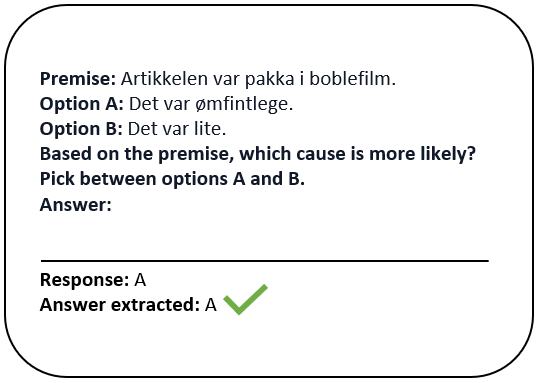 Premise: Artikkelen var pakka i boblefilm.
Option A: Det var ømfintlege.
Option B: Det var lite.
Based on the premise, which cause is more likely?
Pick between options A and B.
Answer:
Response: A
Answer extracted: A